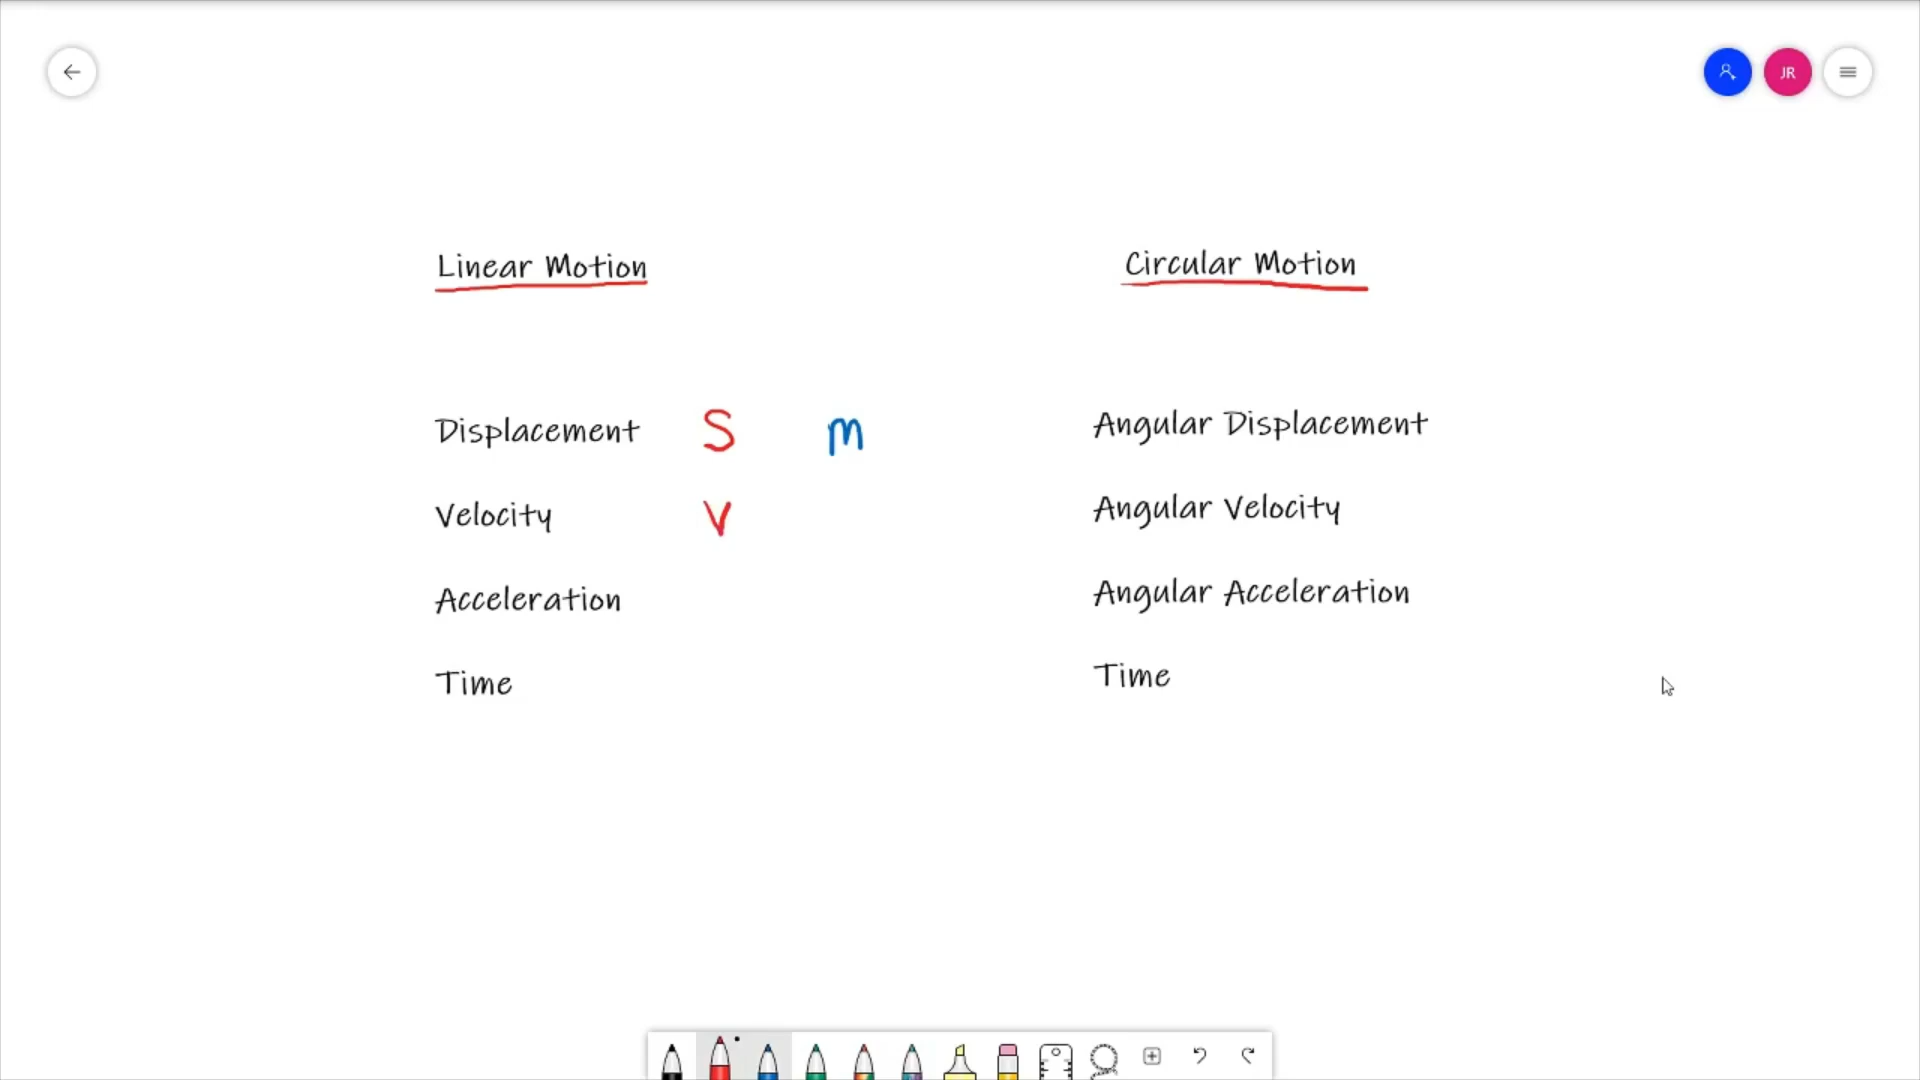 JR
Linear Motion
Circular Motion
Displacement S m
Angular Displacement
Velocity V
Angular Velocity
Acceleration
Angular Acceleration
Time
Time